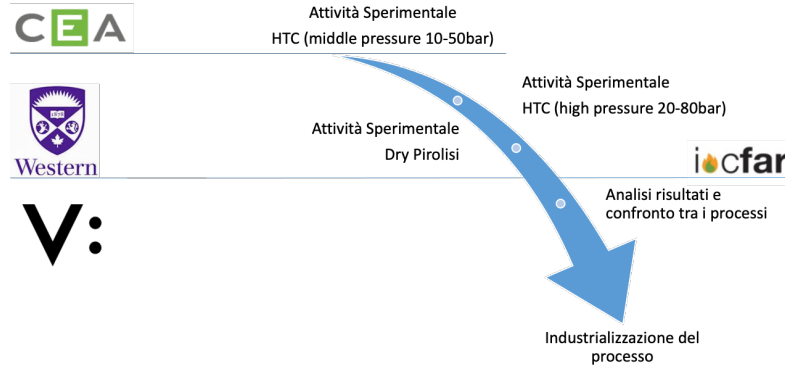 CEA
Attività Sperimentale
HTC (middle pressure 10-50bar)
Attività Sperimentale
HTC (high pressure 20-80bar)
Western
Attività Sperimentale
Dry Pirolisi
iocfar
Analisi risultati e
confronto tra i processi
V:
Industrializzazione del
processo